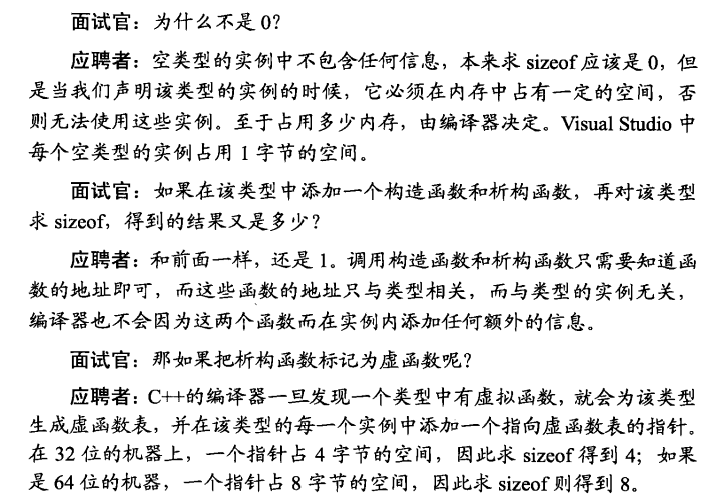 面试官：为什么不是 0？
应聘者：空类型的实例中不包含任何信息，本来求 sizeof 应该是 0，但
是当我们声明该类型的实例的时候，它必须在内存中占有一定的空间，否
则无法使用这些实例。至于占用多少内存，由编译器决定。Visual Studio 中
每个空类型的实例占用 1 字节的空间。
面试官：如果在该类型中添加一个构造函数和析构函数，再对该类型
求 sizeof，得到的结果又是多少？
应聘者：和前面一样，还是 1。调用构造函数和析构函数只需要知道函
数的地址即可，而这些函数的地址只与类型相关，而与类型的实例无关，
编译器也不会因为这两个函数而在实例内添加任何额外的信息。
面试官：那如果把析构函数标记为虚函数呢？
应聘者：C++的编译器一旦发现一个类型中有虚拟函数，就会为该类型
生成虚函数表，并在该类型的每一个实例中添加一个指向虚函数表的指针。
在 32 位的机器上，一个指针占 4 字节的空间，因此求 sizeof 得到 4；如果
是 64 位的机器，一个指针占 8 字节的空间，因此求 sizeof 则得到 8。